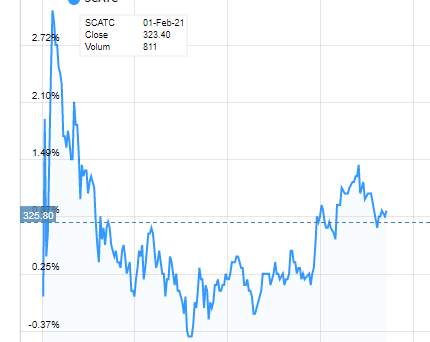 SCATC
SCATC 01-Feb-21
Close 323.40
Volum 811
2.72%
2.10%
1.49%
325.80
0.25%
-0.37%